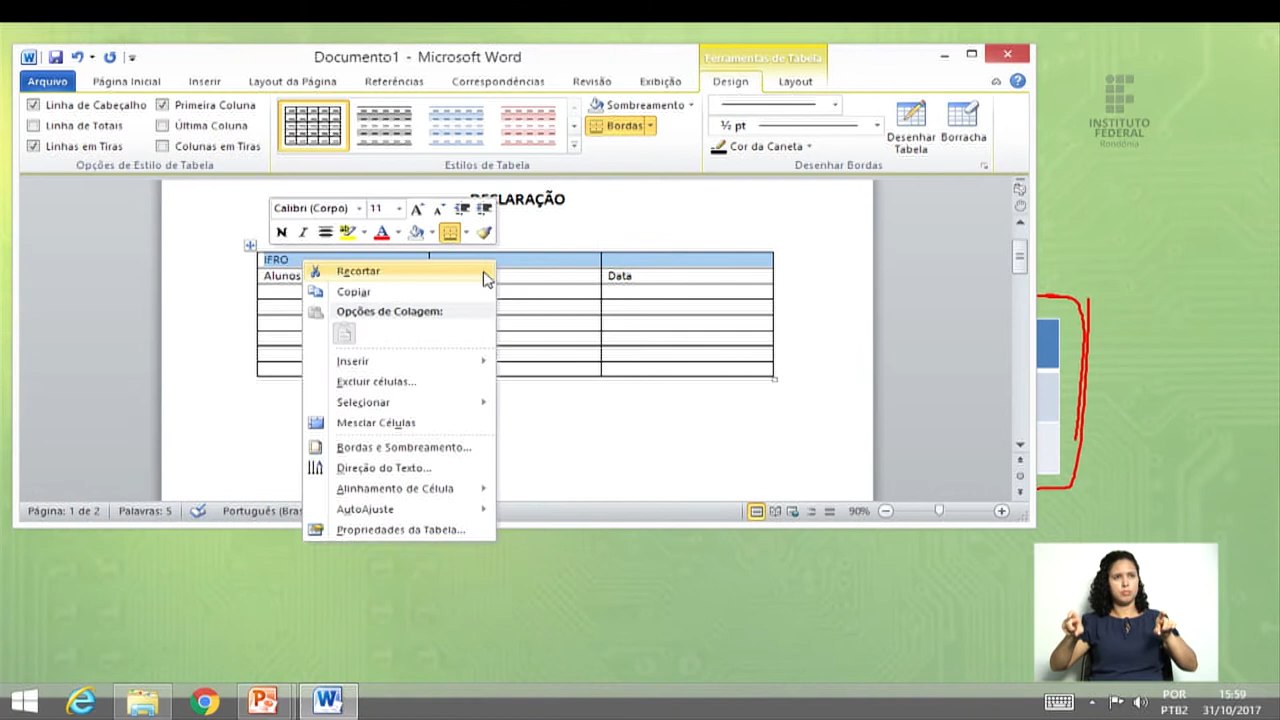 Documento1 - Microsoft Word
Ferramentas de Tabela
Arquivo Página Inicial Inserir Layout da Página Referências Correspondências Revisão Exibição Design Layout
Linha de Cabeçalho Primeira Coluna
Linha de Totais Última Coluna
Linhas em Tiras Colunas em Tiras
Opções de Estilo de Tabela
Sombreamento
Bordas
Estilos de Tabela
½ pt
Cor da Caneta
Desenhar Tabela
Borracha
Desenhar Bordas
INSTITUTO
FEDERAL
Rondônia
CLARAÇÃO
Calibri (Corpo) 11
N I
IFRO
Alunos
Data
Recortar
Copiar
Opções de Colagem:
Inserir
Excluir células...
Selecionar
Mesclar Células
Bordas e Sombreamento...
Direção do Texto...
Alinhamento de Célula
AutoAjuste
Propriedades da Tabela...
Página: 1 de 2 Palavras: 5 Português (Bras
90%
POR
PTB2
15:59
31/10/2017